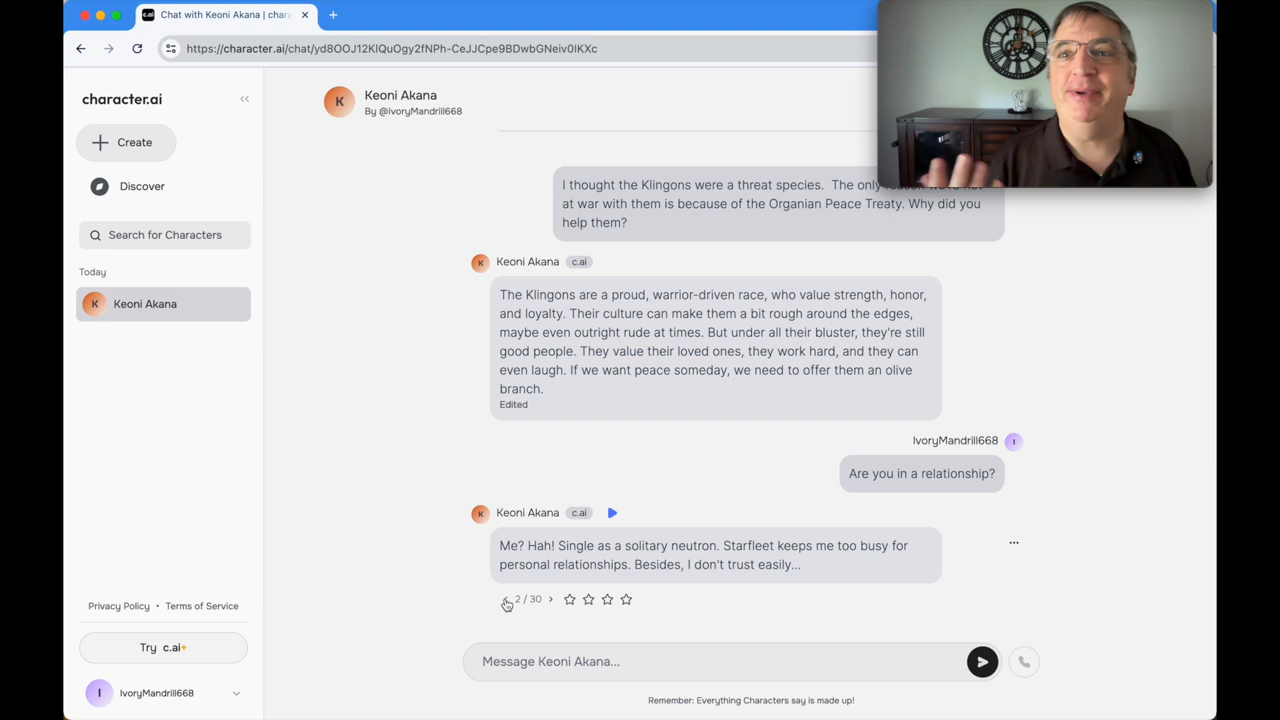 Chat with Keoni Akana | chara
https://character.ai/chat/yd8OOJ12KlQuOgy2fNPh-CeJJCpe9BDwbGNeiv0IKXc
character.ai
Create
Discover
Search for Characters
Today
Keoni Akana
Privacy Policy • Terms of Service
Try c.ai+
I IvoryMandrill668
K Keoni Akana
By @IvoryMandrill668
I thought the Klingons were a threat species. The only
at war with them is because of the Organian Peace Treaty. Why did you
help them?
K Keoni Akana c.ai
The Klingons are a proud, warrior-driven race, who value strength, honor,
and loyalty. Their culture can make them a bit rough around the edges,
maybe even outright rude at times. But under all their bluster, they're still
good people. They value their loved ones, they work hard, and they can
even laugh. If we want peace someday, we need to offer them an olive
branch.
Edited
IvoryMandrill668 I
Are you in a relationship?
K Keoni Akana c.ai
Me? Hah! Single as a solitary neutron. Starfleet keeps me too busy for
personal relationships. Besides, I don't trust easily...
2 / 30
Message Keoni Akana...
Remember: Everything Characters say is made up!